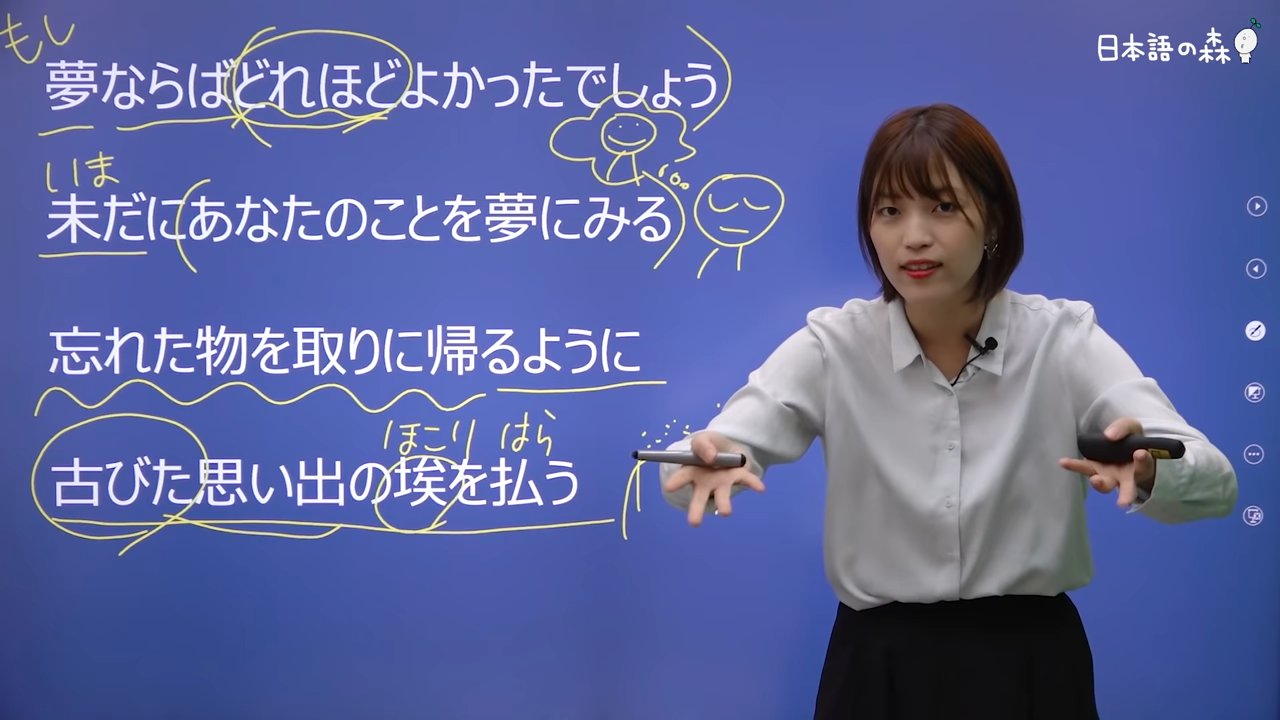 日本語の森
もし
夢ならばどれほどよかったでしょう
いま
未だにあなたのことを夢にみる
忘れた物を取りに帰るように
ほこり はら
古びた思い出の埃を払う